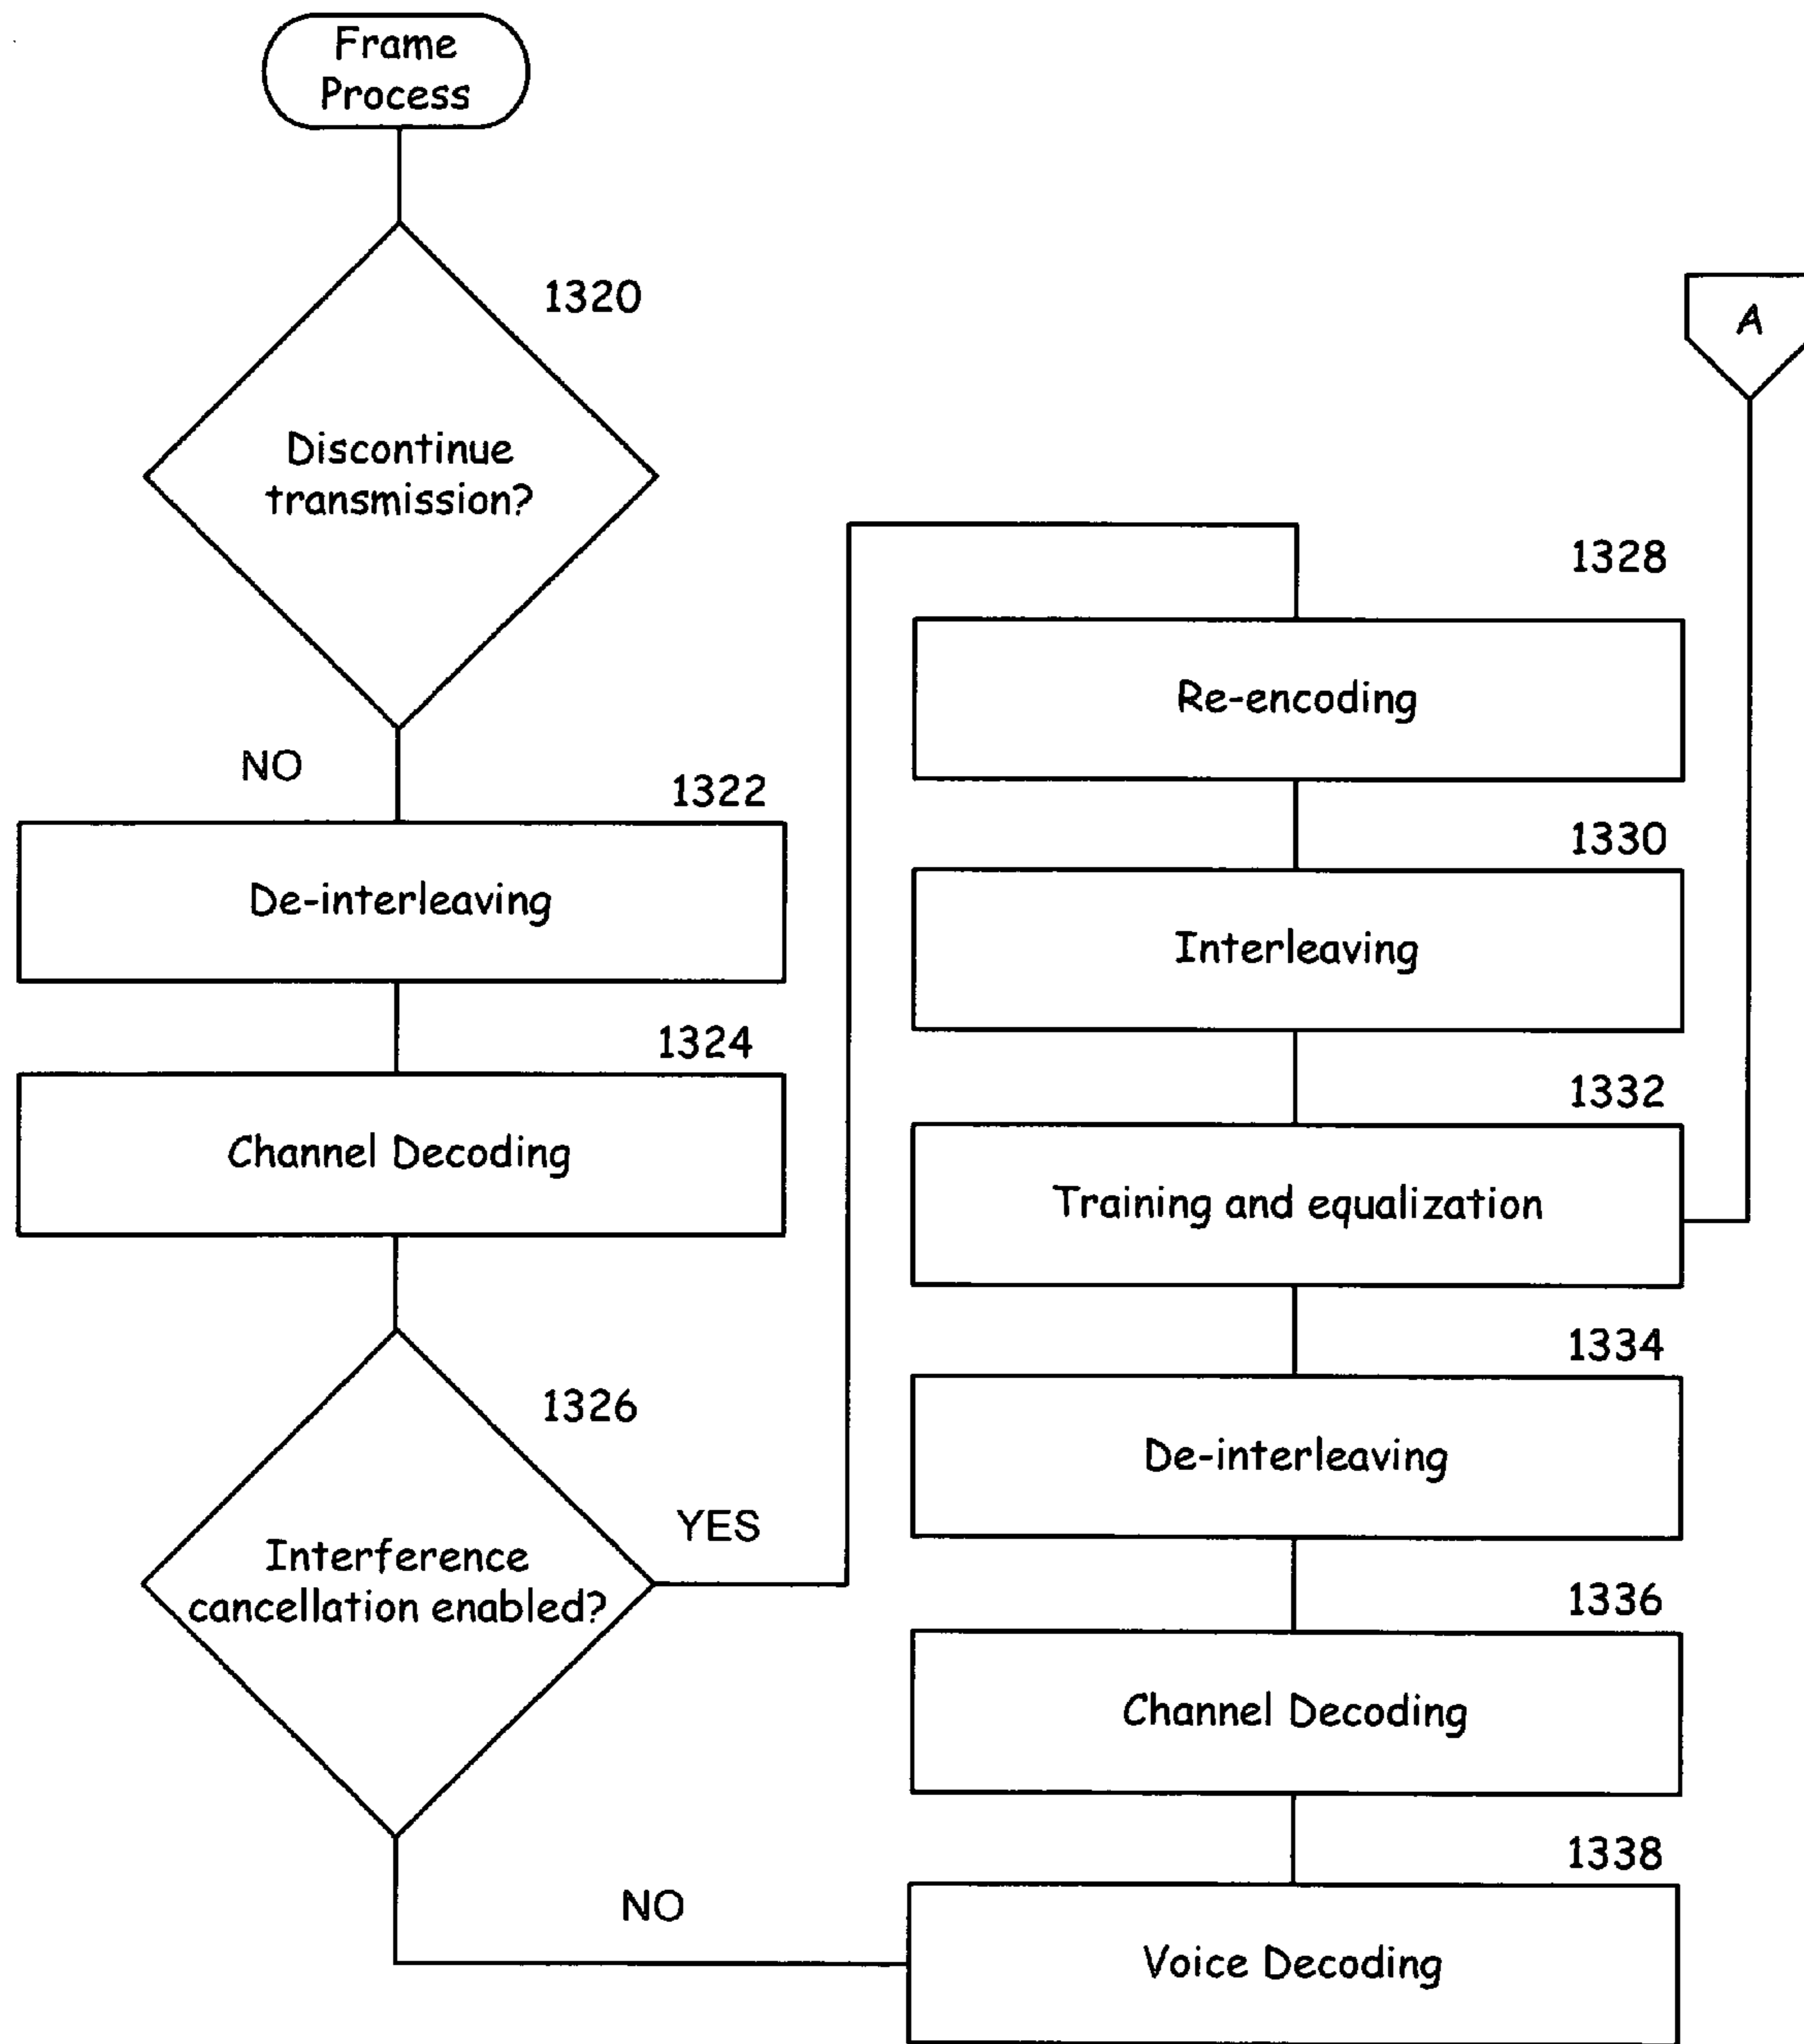 Frame
Process
1320
Discontinue
transmission?
NO
1322
De-interleaving
1324
Channel Decoding
1326
Interference
cancellation enabled?
YES
NO
A
1328
Re-encoding
1330
Interleaving
1332
Training and equalization
1334
De-interleaving
1336
Channel Decoding
1338
Voice Decoding